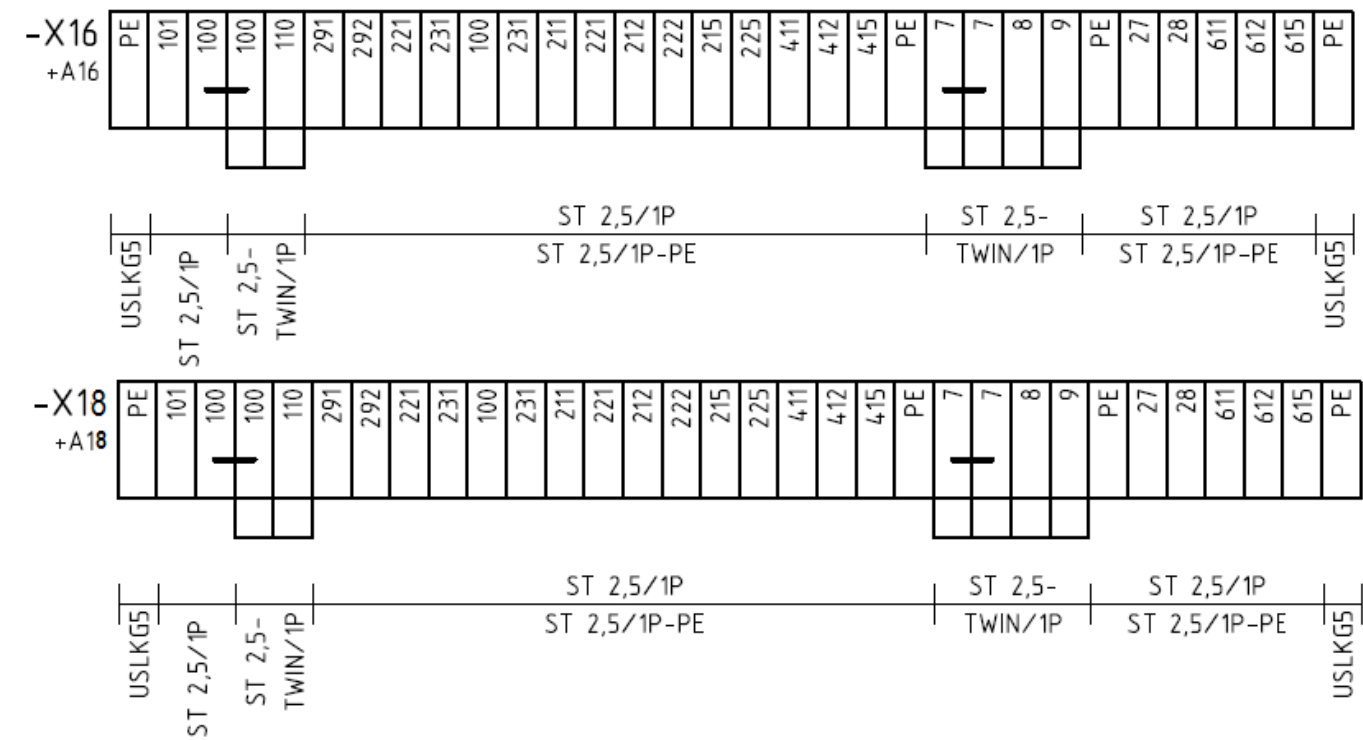 -X16 PE 101 100 100 110 291 292 221 231 100 231 211 221 212 222 215 225 411 412 415 PE 7 7 8 9 PE 27 28 611 612 615 PE
+A16
ST 2,5/1P ST 2,5- ST 2,5/1P
USLKG5 ST 2,5/1P ST 2,5- TWIN/1P ST 2,5/1P-PE TWIN/1P ST 2,5/1P-PE USLKG5
-X18 PE 101 100 100 110 291 292 221 231 100 231 211 221 212 222 215 225 411 412 415 PE 7 7 8 9 PE 27 28 611 612 615 PE
+A18
ST 2,5/1P ST 2,5- ST 2,5/1P
USLKG5 ST 2,5/1P ST 2,5- TWIN/1P ST 2,5/1P-PE TWIN/1P ST 2,5/1P-PE USLKG5